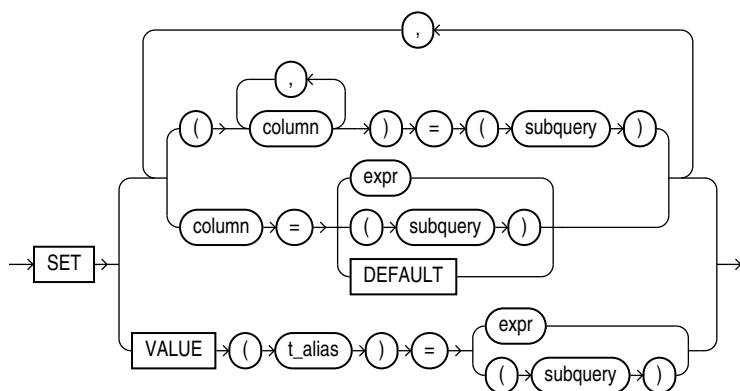 ,
,
( column ) = ( subquery )
expr
column = ( subquery )
DEFAULT
SET
VALUE ( t_alias ) = expr
( subquery )